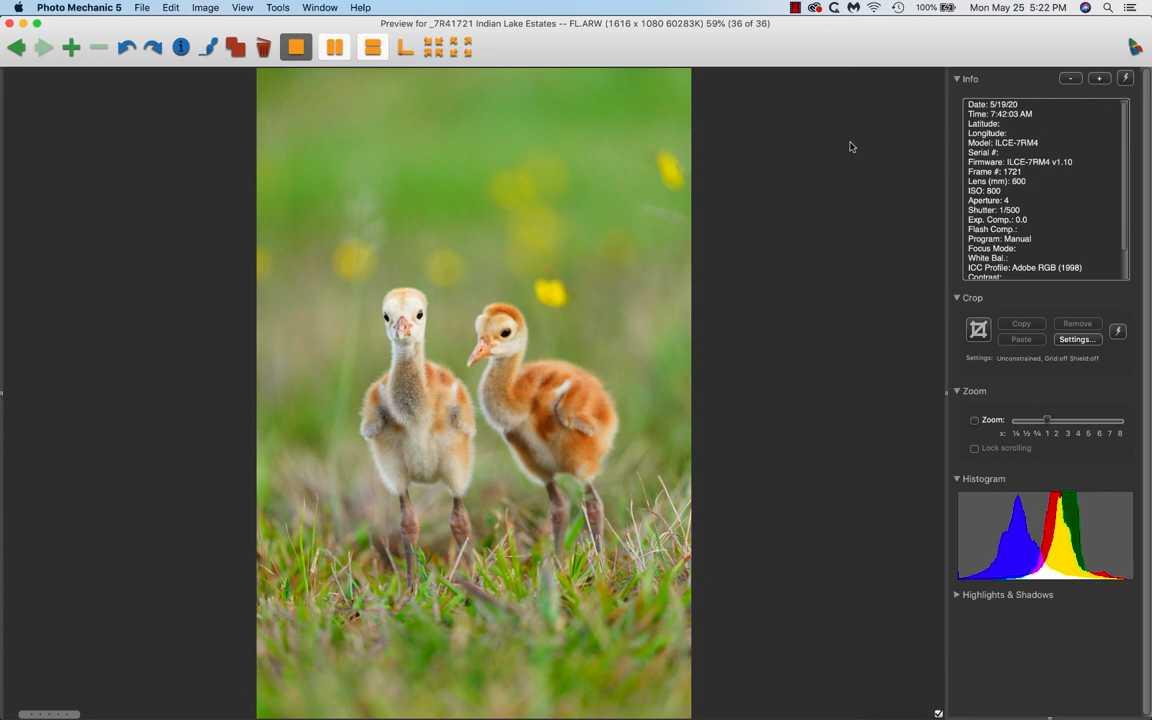 Photo Mechanic 5 File Edit Image View Tools Window Help 100% Mon May 25 5:22 PM
Preview for _7R41721 Indian Lake Estates -- FL.ARW (1616 x 1080 60283K) 59% (36 of 36)
Info - +
Date: 5/19/20
Time: 7:42:03 AM
Latitude:
Longitude:
Model: ILCE-7RM4
Serial #:
Firmware: ILCE-7RM4 v1.10
Frame #: 1721
Lens (mm): 600
ISO: 800
Aperture: 4
Shutter: 1/500
Exp. Comp.: 0.0
Flash Comp.:
Program: Manual
Focus Mode:
White Bal.:
ICC Profile: Adobe RGB (1998)
Contrast:
Crop
Copy Remove
Paste Settings...
Settings: Unconstrained, Grid:off Shield:off
Zoom
Zoom:
x: ¼ ½ ¾ 1 2 3 4 5 6 7 8
Lock scrolling
Histogram
Highlights & Shadows